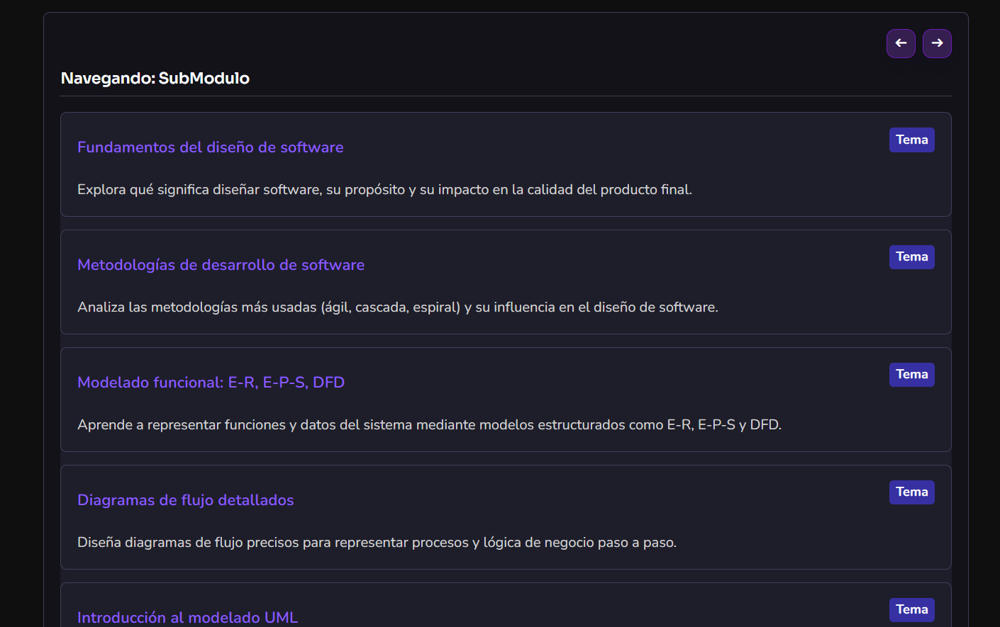 Navegando: SubModulo
Fundamentos del diseño de software
Tema
Explora qué significa diseñar software, su propósito y su impacto en la calidad del producto final.
Metodologías de desarrollo de software
Tema
Analiza las metodologías más usadas (ágil, cascada, espiral) y su influencia en el diseño de software.
Modelado funcional: E-R, E-P-S, DFD
Tema
Aprende a representar funciones y datos del sistema mediante modelos estructurados como E-R, E-P-S y DFD.
Diagramas de flujo detallados
Tema
Diseña diagramas de flujo precisos para representar procesos y lógica de negocio paso a paso.
Introducción al modelado UML
Tema